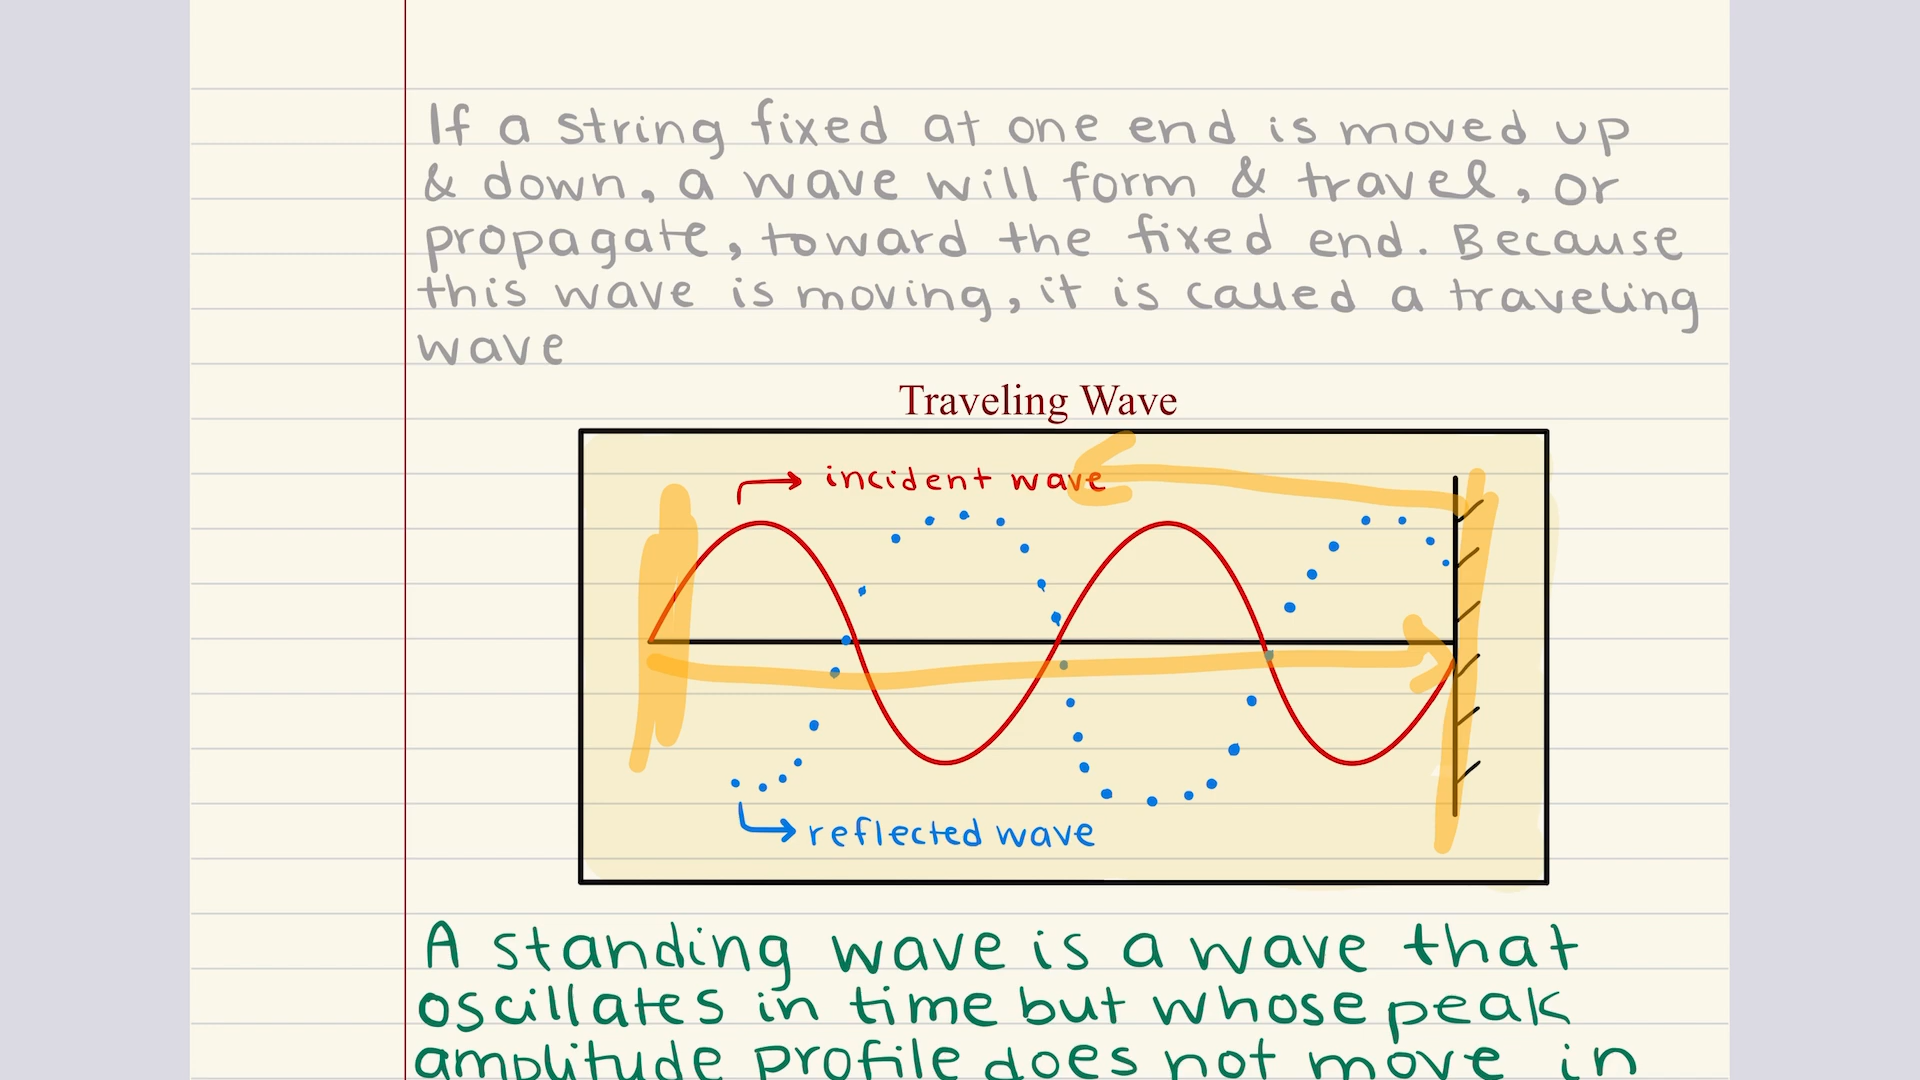 If a string fixed at one end is moved up
& down, a wave will form & travel, or
propagate, toward the fixed end. Because
this wave is moving, it is called a traveling
wave
Traveling Wave
incident wave
reflected wave
A standing wave is a wave that
oscillates in time but whose peak
amplitude profile does not move in